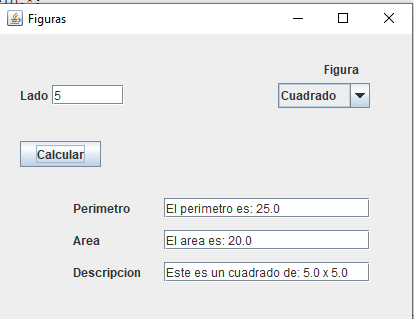 Figuras
Figura
Lado 5 Cuadrado
Calcular
Perimetro El perimetro es: 25.0
Area El area es: 20.0
Descripcion Este es un cuadrado de: 5.0 x 5.0